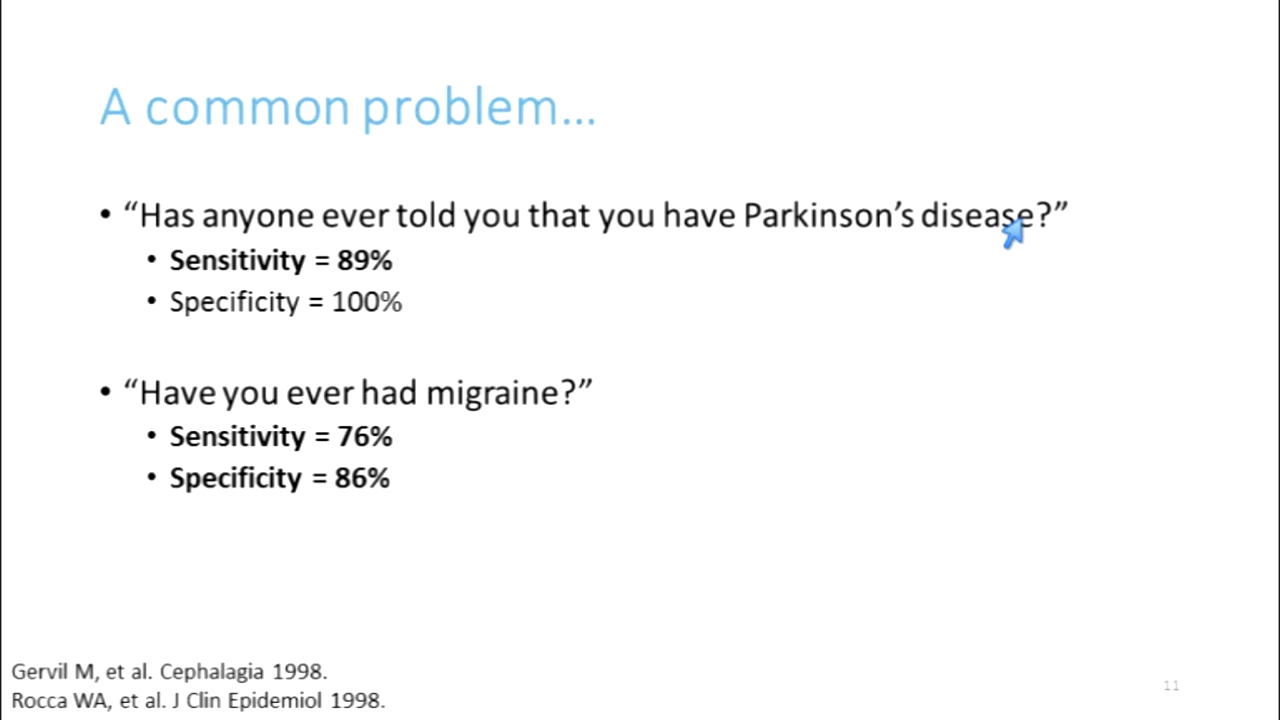 A common problem...
• “Has anyone ever told you that you have Parkinson’s disease?”
• Sensitivity = 89%
• Specificity = 100%
• “Have you ever had migraine?”
• Sensitivity = 76%
• Specificity = 86%
Gervil M, et al. Cephalagia 1998.
Rocca WA, et al. J Clin Epidemiol 1998.
11